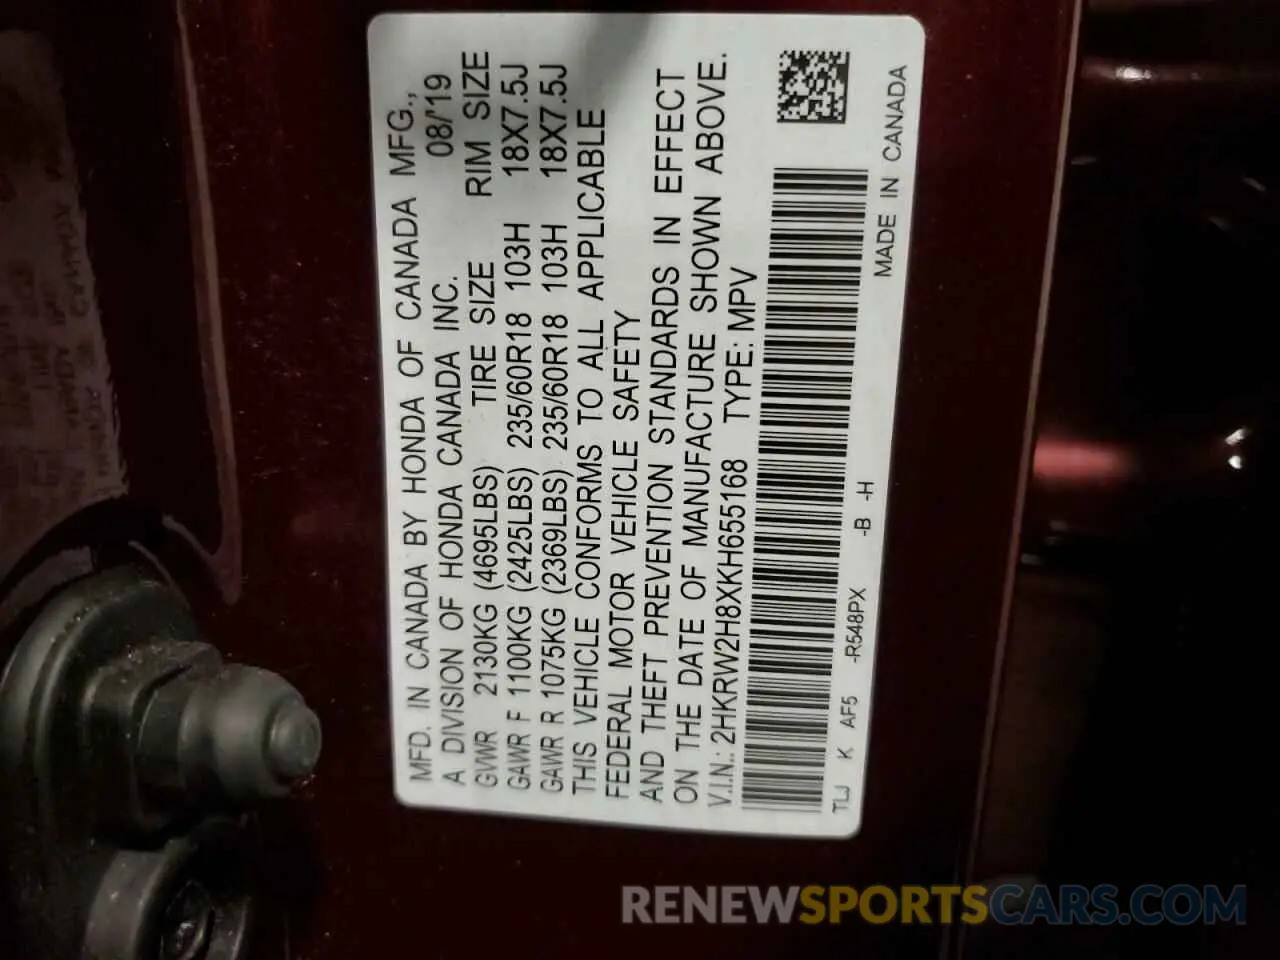 MFD. IN CANADA BY HONDA OF CANADA MFG.,
A DIVISION OF HONDA CANADA INC. 08/'19
GVWR 2130KG (4695LBS) TIRE SIZE RIM SIZE
GAWR F 1100KG (2425LBS) 235/60R18 103H 18X7.5J
GAWR R 1075KG (2369LBS) 235/60R18 103H 18X7.5J
THIS VEHICLE CONFORMS TO ALL APPLICABLE
FEDERAL MOTOR VEHICLE SAFETY
AND THEFT PREVENTION STANDARDS IN EFFECT
ON THE DATE OF MANUFACTURE SHOWN ABOVE.
V.I.N.: 2HKRW2H8XKH655168 TYPE: MPV
TLJ K AF5 -R548PX -B -H MADE IN CANADA
RENEWSPORTSCARS.COM